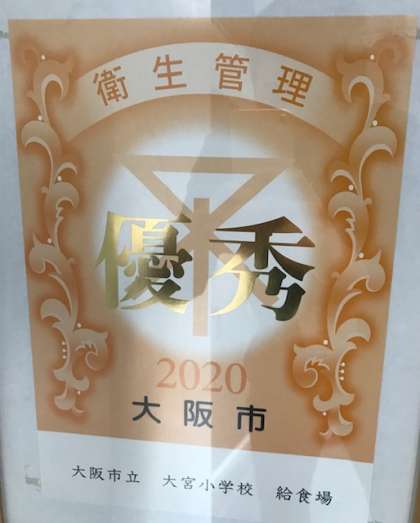 衛生管理
優秀
2020
大阪市
大阪市立 大宮小学校 給食場